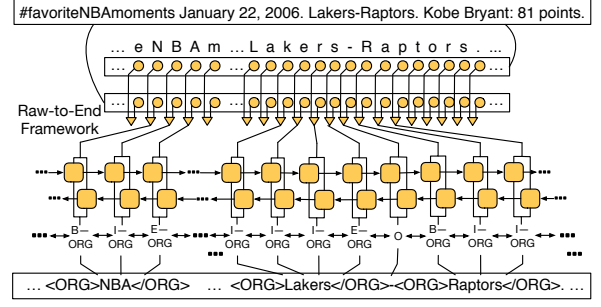 #favoriteNBAmoments January 22, 2006. Lakers-Raptors. Kobe Bryant: 81 points.
... e N B A m ... L a k e r s - R a p t o r s . ...
... ... ...
... ... ...
Raw-to-End
Framework
B– I– E– I– I– I– E– O B– I– I–
ORG ORG ORG ORG ORG ORG ORG ORG ORG ORG
... <ORG>NBA</ORG> ... <ORG>Lakers</ORG>-<ORG>Raptors</ORG>. ...